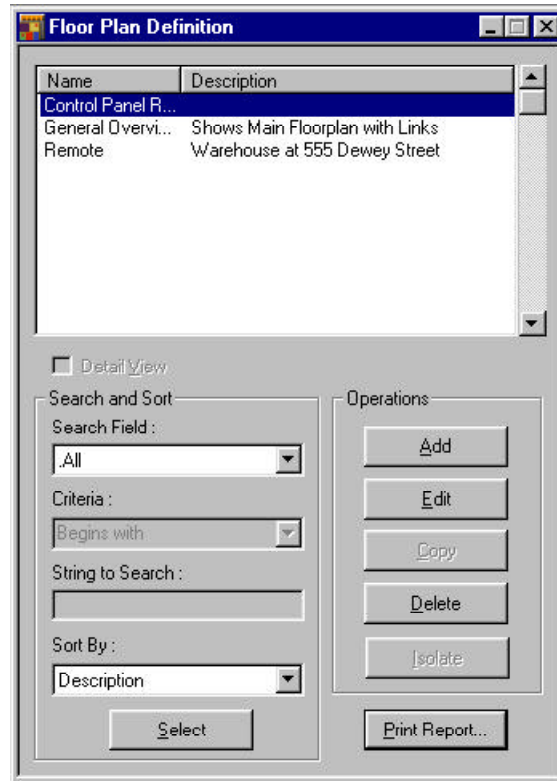 Floor Plan Definition
Name Description
Control Panel R...
General Overvi... Shows Main Floorplan with Links
Remote Warehouse at 555 Dewey Street
Detail View
Search and Sort
Search Field :
.All
Criteria :
Begins with
String to Search :
Sort By :
Description
Select
Operations
Add
Edit
Copy
Delete
Isolate
Print Report...